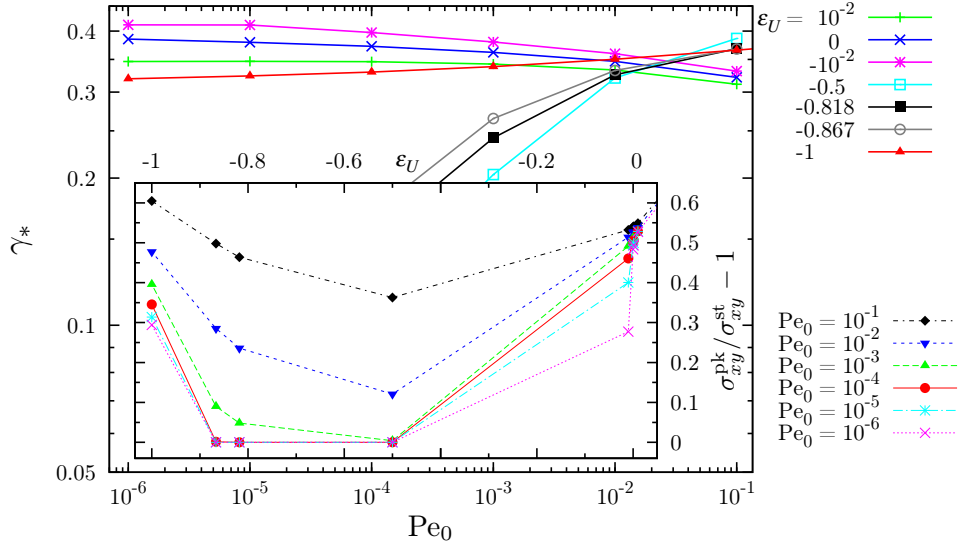 0.4
0.3
0.2
0.1
0.05
γ*
10⁻⁶ 10⁻⁵ 10⁻⁴ 10⁻³ 10⁻² 10⁻¹
Pe₀
-1 -0.8 -0.6 ε_U -0.2 0
0.6
0.5
0.4
0.3
0.2
0.1
0
σ_xy^pk/σ_xy^st − 1
ε_U = 10⁻²
0
-10⁻²
-0.5
-0.818
-0.867
-1
Pe₀ = 10⁻¹
Pe₀ = 10⁻²
Pe₀ = 10⁻³
Pe₀ = 10⁻⁴
Pe₀ = 10⁻⁵
Pe₀ = 10⁻⁶